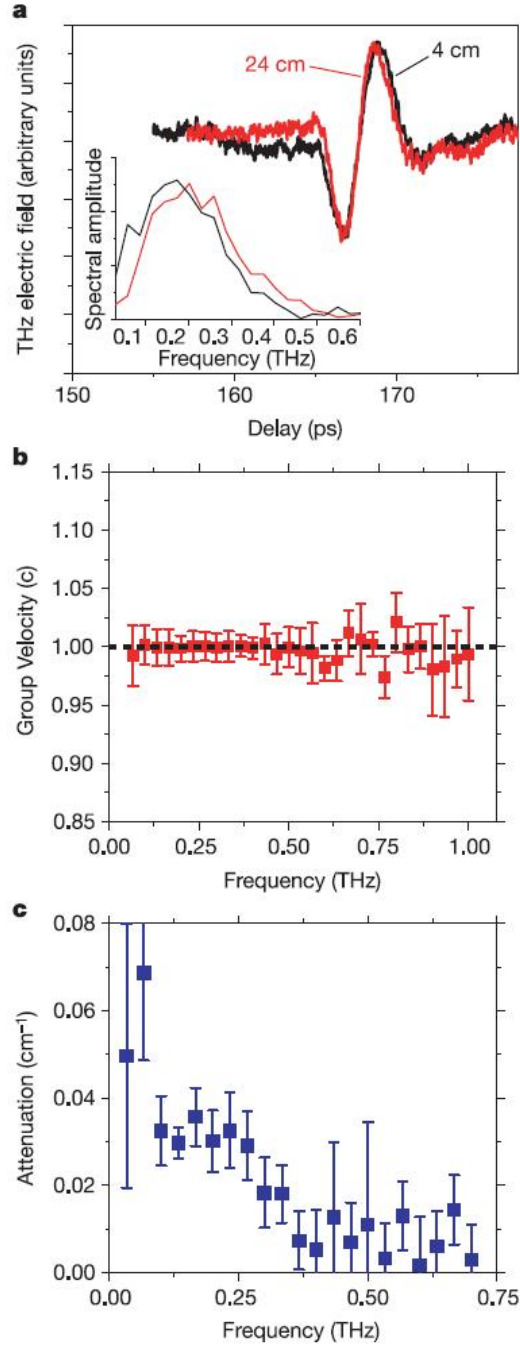 a
THz electric field (arbitrary units)
24 cm
4 cm
Spectral amplitude
0.1 0.2 0.3 0.4 0.5 0.6
Frequency (THz)
150 160 170
Delay (ps)
b
Group Velocity (c)
1.15
1.10
1.05
1.00
0.95
0.90
0.85
0.00 0.25 0.50 0.75 1.00
Frequency (THz)
c
Attenuation (cm⁻¹)
0.08
0.06
0.04
0.02
0.00
0.00 0.25 0.50 0.75
Frequency (THz)